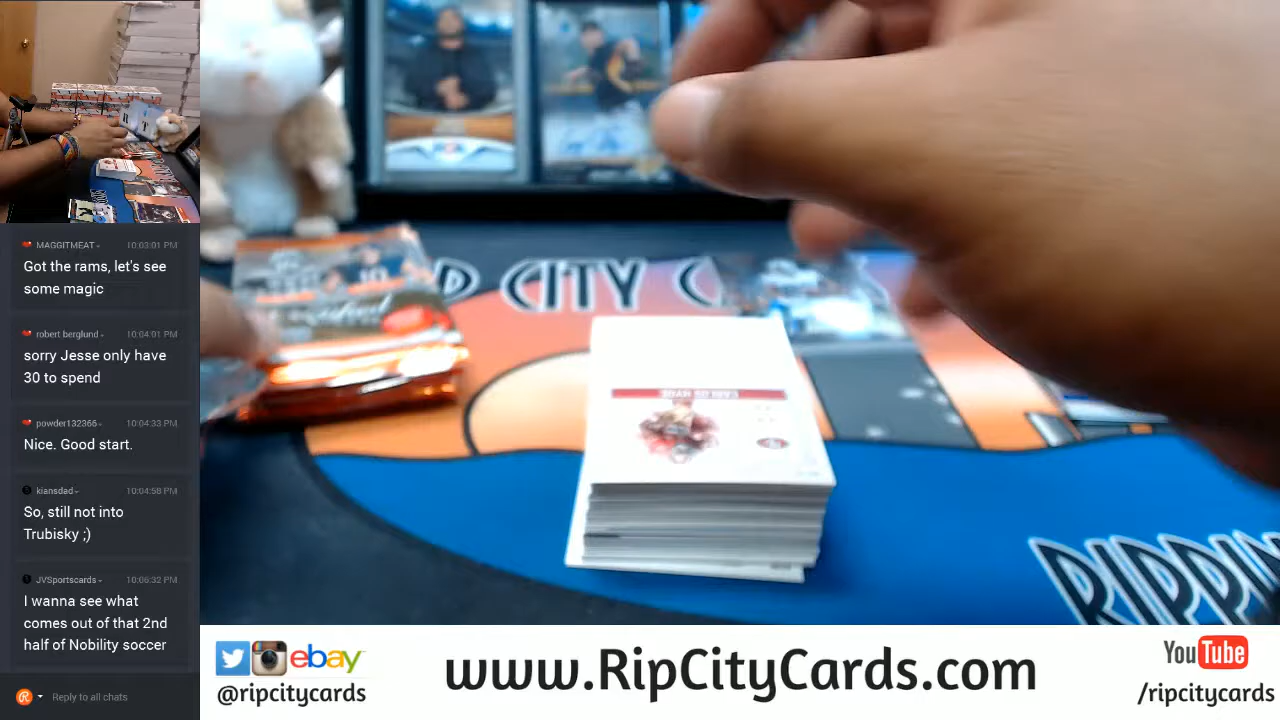 MAGGITMEAT 10:03:01 PM
Got the rams, let's see
some magic
robert berglund 10:04:01 PM
sorry Jesse only have
30 to spend
powder132366 10:04:33 PM
Nice. Good start.
kiansdad 10:04:58 PM
So, still not into
Trubisky ;)
JVSportscards 10:06:32 PM
I wanna see what
comes out of that 2nd
half of Nobility soccer
Reply to all chats
P CITY C
CARLOS HYDE
RIPPIN
ebay
@ripcitycards
www.RipCityCards.com
YouTube
/ripcitycards